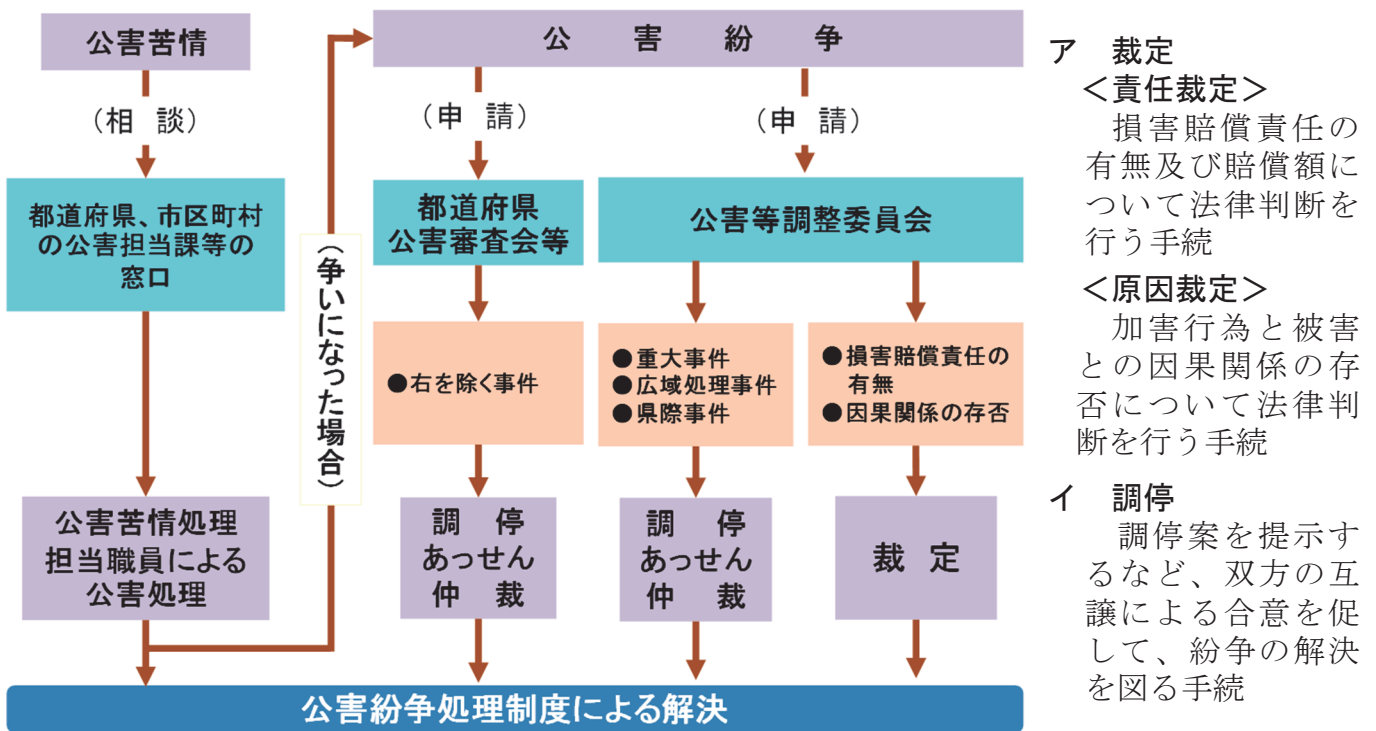 公害苦情
(相 談)
都道府県、市区町村
の公害担当課等の
窓口
公害苦情処理
担当職員による
公害処理
(争いになった場合)
公 害 紛 争
(申 請)
(申 請)
都道府県
公害審査会等
公害等調整委員会
●右を除く事件
●重大事件
●広域処理事件
●県際事件
●損害賠償責任の
有無
●因果関係の存否
調 停
あっせん
仲 裁
調 停
あっせん
仲 裁
裁 定
公害紛争処理制度による解決
ア 裁定
<責任裁定>
損害賠償責任の
有無及び賠償額に
ついて法律判断を
行う手続
<原因裁定>
加害行為と被害
との因果関係の存
否について法律判
断を行う手続
イ 調停
調停案を提示す
るなど、双方の互
譲による合意を促
して、紛争の解決
を図る手続